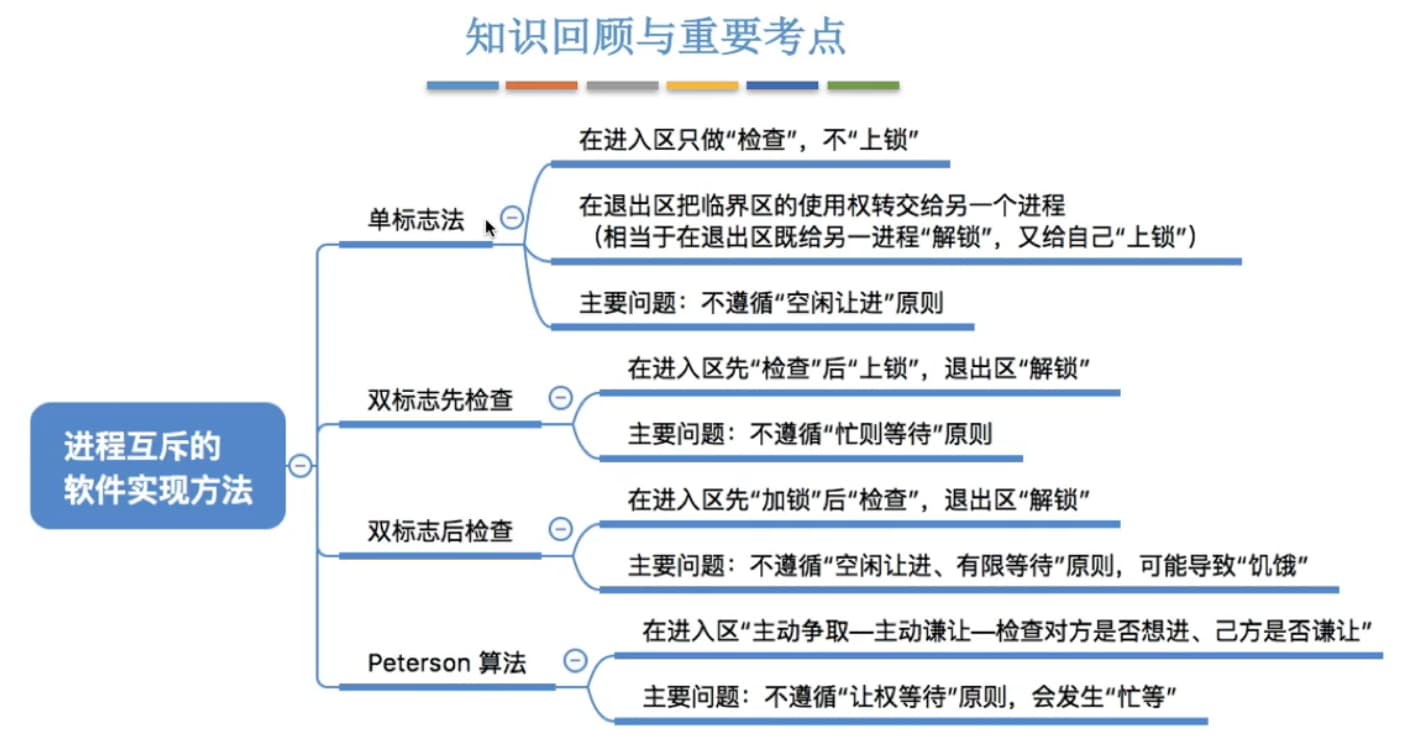 知识回顾与重要考点
在进入区只做“检查”，不“上锁”
单标志法
在退出区把临界区的使用权转交给另一个进程
（相当于在退出区既给另一进程“解锁”，又给自己“上锁”）
主要问题：不遵循“空闲让进”原则
双标志先检查
在进入区先“检查”后“上锁”，退出区“解锁”
主要问题：不遵循“忙则等待”原则
进程互斥的
软件实现方法
双标志后检查
在进入区先“加锁”后“检查”，退出区“解锁”
主要问题：不遵循“空闲让进、有限等待”原则，可能导致“饥饿”
Peterson 算法
在进入区“主动争取—主动谦让—检查对方是否想进、己方是否谦让”
主要问题：不遵循“让权等待”原则，会发生“忙等”